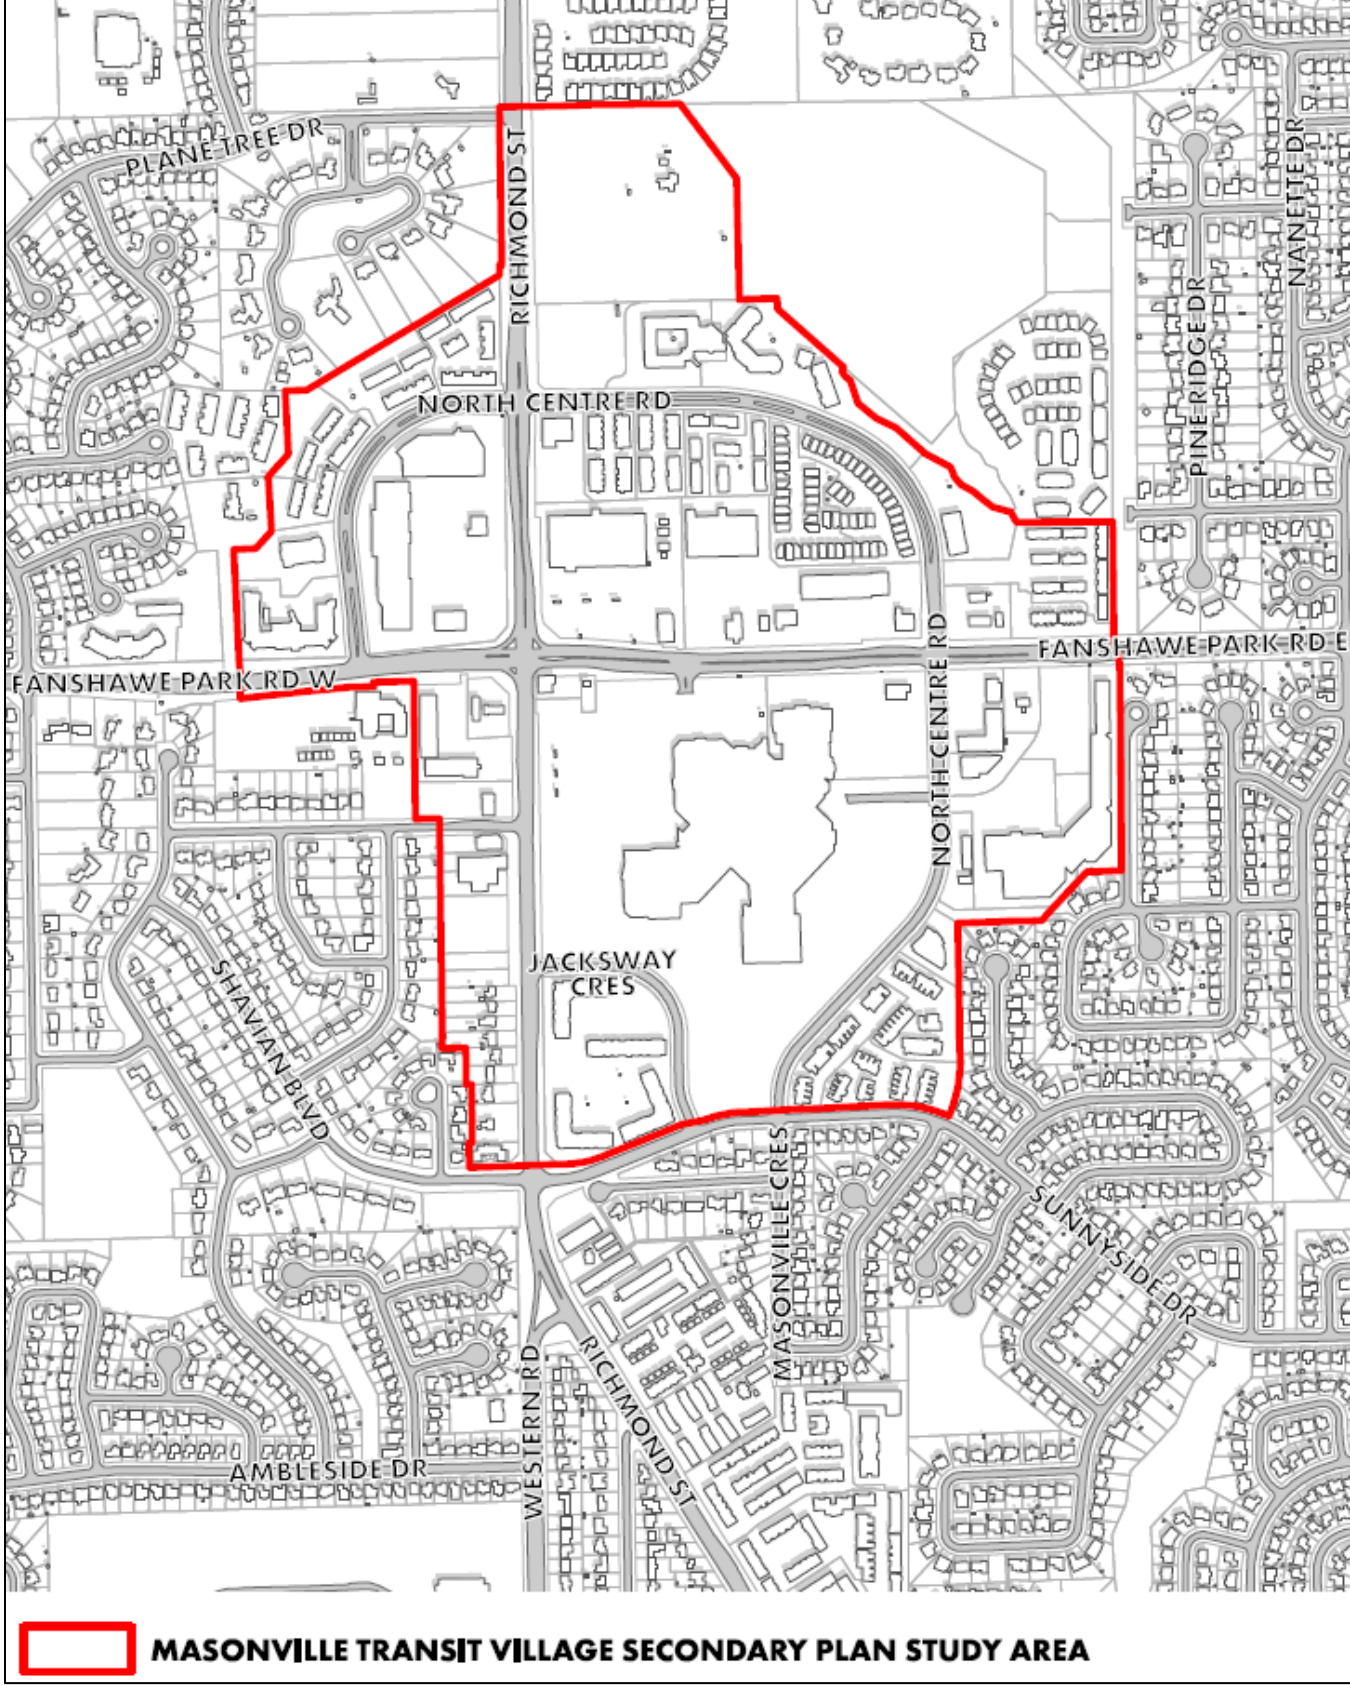 PLANE TREE DR
RICHMOND ST
NANETTE DR
PINERIDGE DR
NORTH CENTRE RD
FANSHAWE PARK RD W
FANSHAWE PARK RD E
NORTH CENTRE RD
JACKSWAY
CRES
SHAVIAN BLVD
MASONVILLE CRES
SUNNYSIDE DR
WESTERN RD
RICHMOND ST
AMBLESIDE DR
MASONVILLE TRANSIT VILLAGE SECONDARY PLAN STUDY AREA